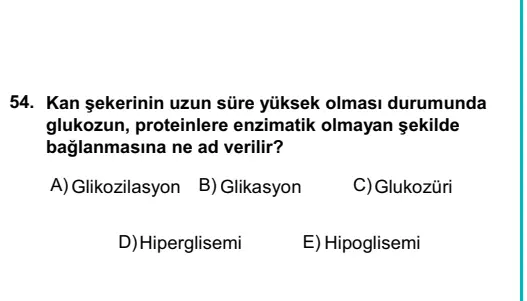 54. Kan şekerinin uzun süre yüksek olması durumunda
glukozun, proteinlere enzimatik olmayan şekilde
bağlanmasına ne ad verilir?
A) Glikozilasyon B) Glikasyon C) Glukozüri
D) Hiperglisemi E) Hipoglisemi